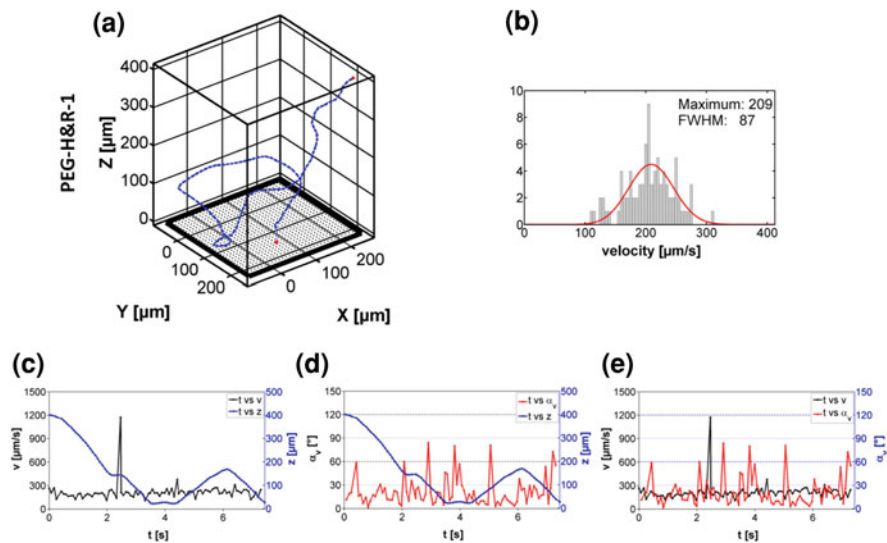 (a)
PEG-H&R-1
Z [µm]
400
300
200
100
0
0
100
200
Y [µm]
0
100
200
X [µm]
(b)
10
8
6
4
2
0
Maximum: 209
FWHM: 87
0 100 200 300 400
velocity [µm/s]
(c)
1500
1200
900
600
300
0
v [µm/s]
t vs v
t vs z
500
400
300
200
100
0
z [µm]
0 2 4 6
t [s]
(d)
150
120
90
60
30
0
αv [°]
t vs αv
t vs z
500
400
300
200
100
0
z [µm]
0 2 4 6
t [s]
(e)
1500
1200
900
600
300
0
v [µm/s]
t vs v
t vs αv
150
120
90
60
30
0
αv [°]
0 2 4 6
t [s]